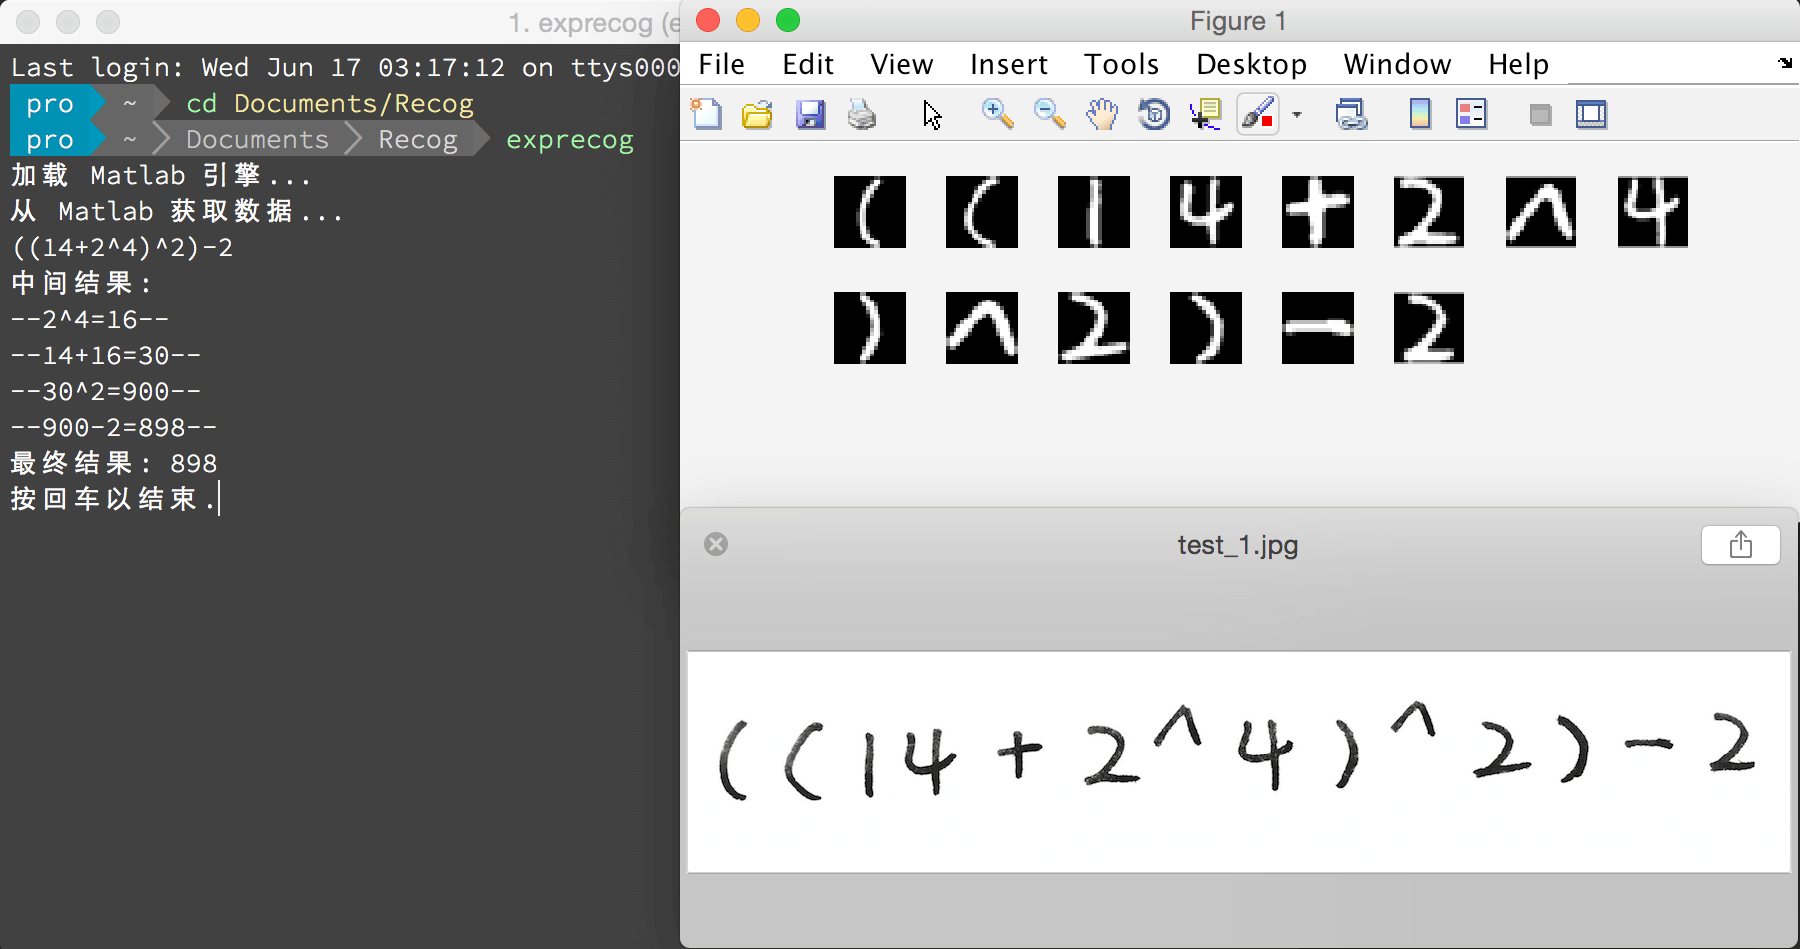 1. exprecog (e
Last login: Wed Jun 17 03:17:12 on ttys000
pro ~ cd Documents/Recog
pro ~ Documents Recog exprecog
加载 Matlab 引擎...
从 Matlab 获取数据...
((14+2^4)^2)-2
中间结果:
--2^4=16--
--14+16=30--
--30^2=900--
--900-2=898--
最终结果: 898
按回车以结束.
Figure 1
File Edit View Insert Tools Desktop Window Help
( ( 1 4 + 2 ^ 4
) ^ 2 ) - 2
test_1.jpg
((14+2^4)^2)-2